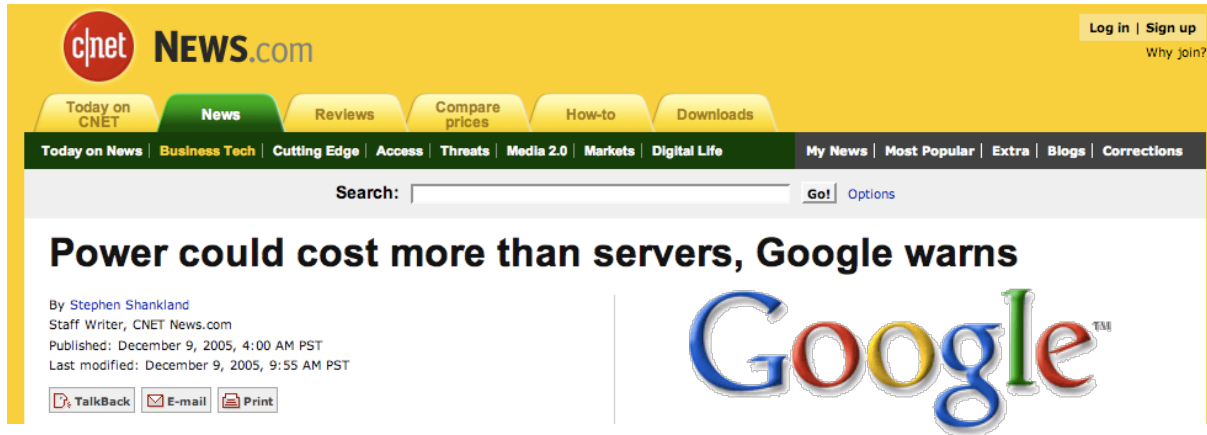 c|net NEWS.com
Log in | Sign up
Why join?
Today on CNET
News
Reviews
Compare prices
How-to
Downloads
Today on News | Business Tech | Cutting Edge | Access | Threats | Media 2.0 | Markets | Digital Life
My News | Most Popular | Extra | Blogs | Corrections
Search:
Go!
Options
Power could cost more than servers, Google warns
By Stephen Shankland
Staff Writer, CNET News.com
Published: December 9, 2005, 4:00 AM PST
Last modified: December 9, 2005, 9:55 AM PST
TalkBack
E-mail
Print
Google™